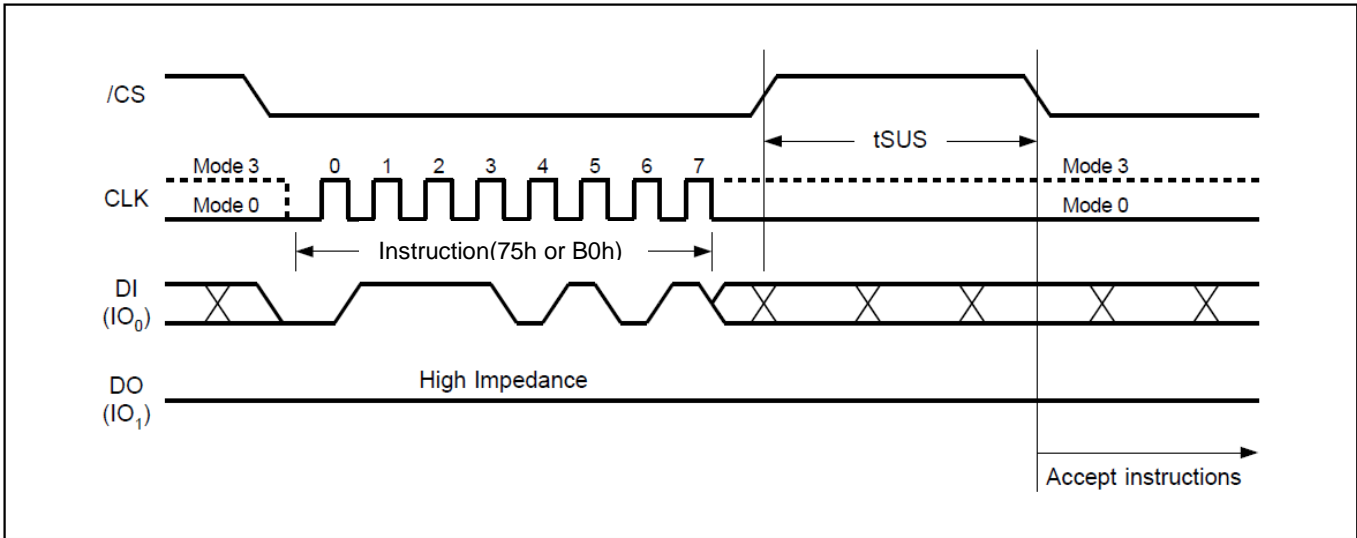 /CS
tSUS
Mode 3 0 1 2 3 4 5 6 7 Mode 3
CLK
Mode 0 Mode 0
Instruction(75h or B0h)
DI
(IO0)
High Impedance
DO
(IO1)
Accept instructions